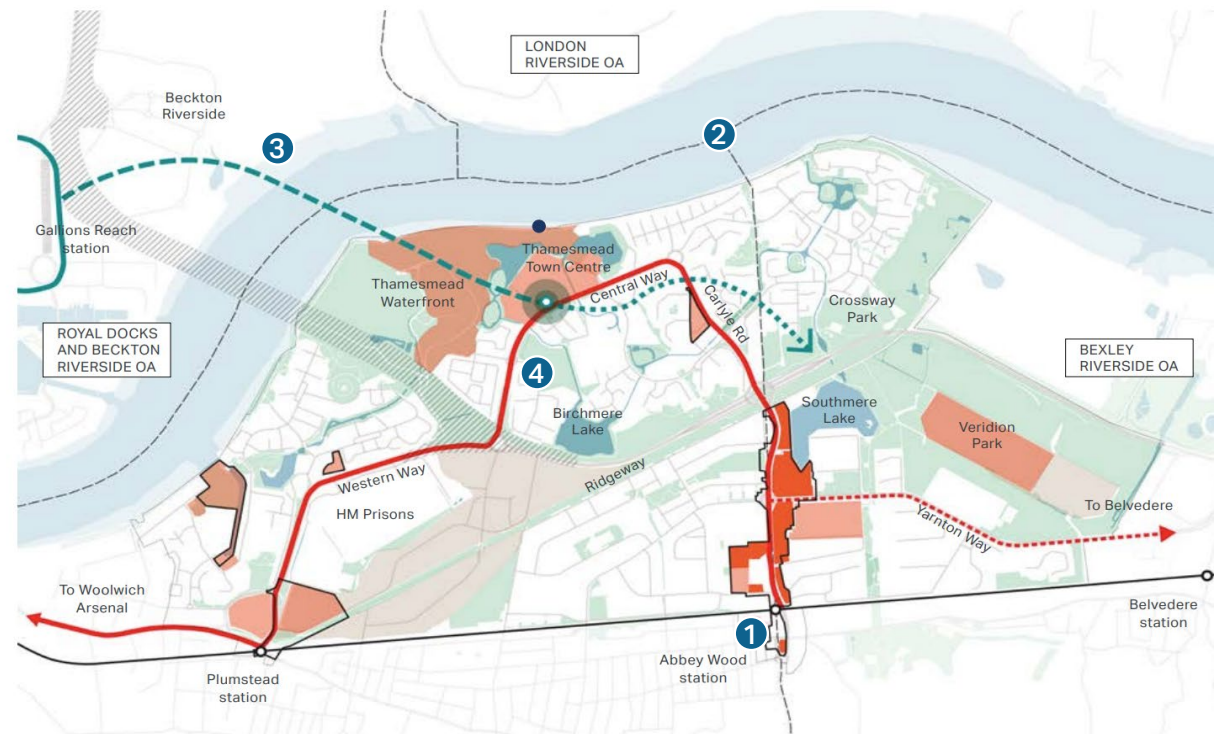 LONDON
RIVERSIDE OA
Beckton
Riverside
2
3
Gallions Reach
station
Thamesmead
Town Centre
Thamesmead
Waterfront
Central Way
Carlyle Rd
Crossway
Park
ROYAL DOCKS
AND BECKTON
RIVERSIDE OA
BEXLEY
RIVERSIDE OA
4
Birchmere
Lake
Southmere
Lake
Veridion
Park
Western Way
Ridgeway
HM Prisons
Yarnton Way
To Belvedere
To Woolwich
Arsenal
Belvedere
station
1
Abbey Wood
station
Plumstead
station